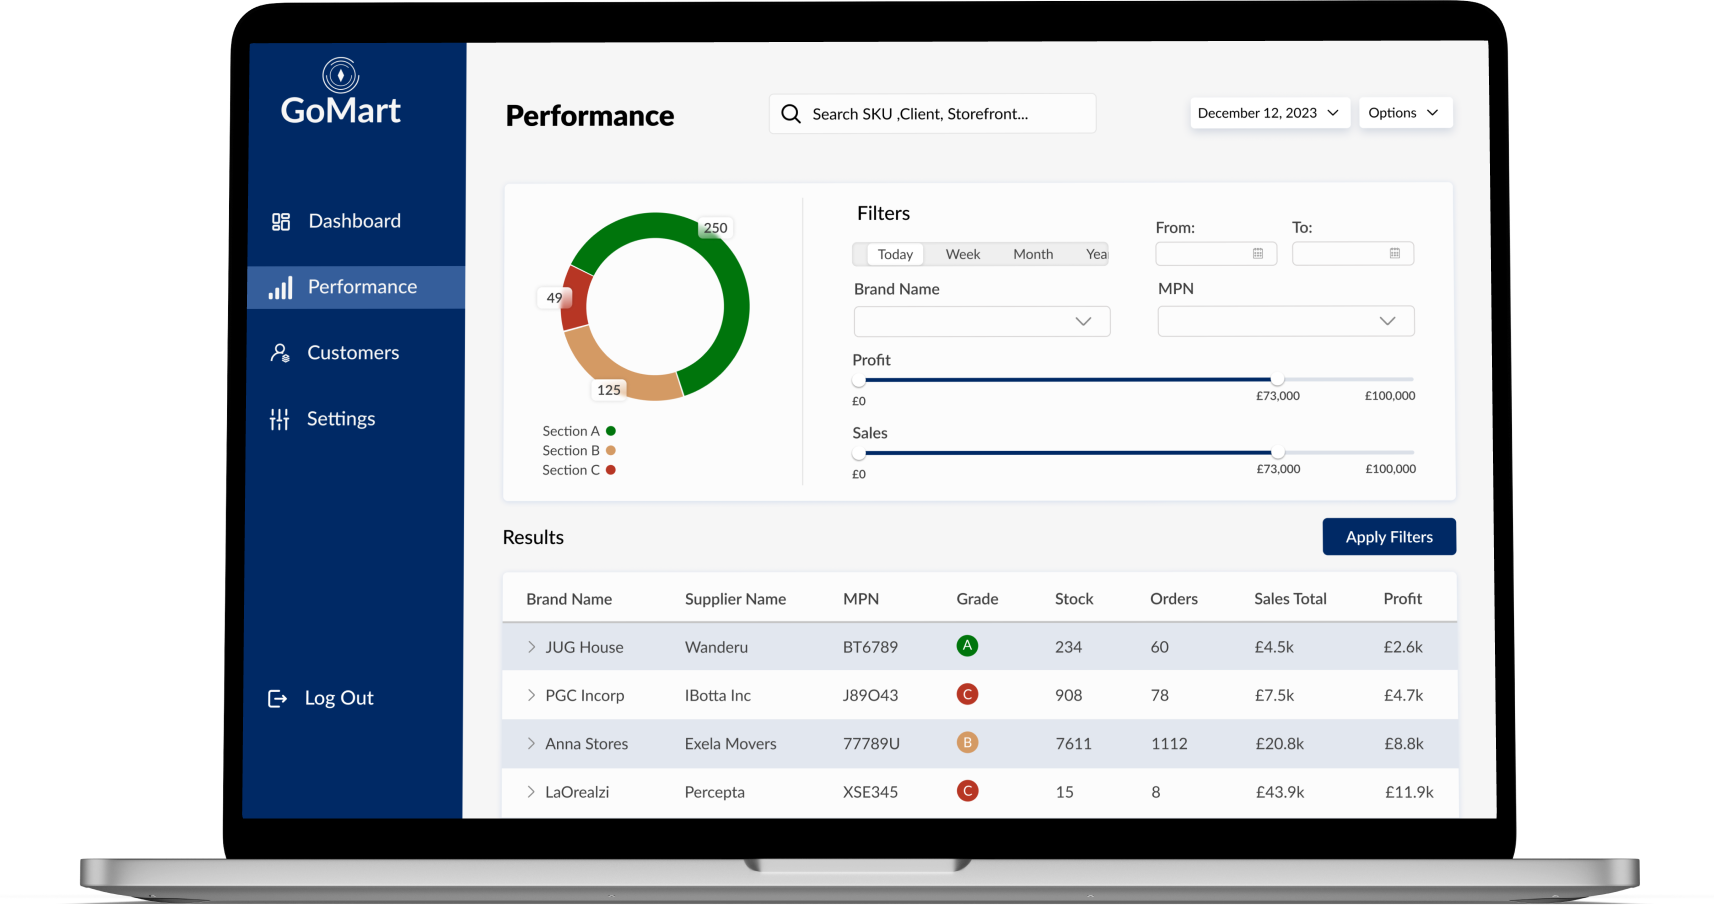 GoMart
Dashboard
Performance
Customers
Settings
Log Out
Performance
Search SKU ,Client, Storefront...
December 12, 2023
Options
250
49
125
Section A
Section B
Section C
Filters
Today Week Month Yea
From: To:
Brand Name MPN
Profit
£0 £73,000 £100,000
Sales
£0 £73,000 £100,000
Results
Apply Filters
Brand Name Supplier Name MPN Grade Stock Orders Sales Total Profit
JUG House Wanderu BT6789 A 234 60 £4.5k £2.6k
PGC Incorp IBotta Inc J89O43 C 908 78 £7.5k £4.7k
Anna Stores Exela Movers 77789U B 7611 1112 £20.8k £8.8k
LaOrealzi Percepta XSE345 C 15 8 £43.9k £11.9k